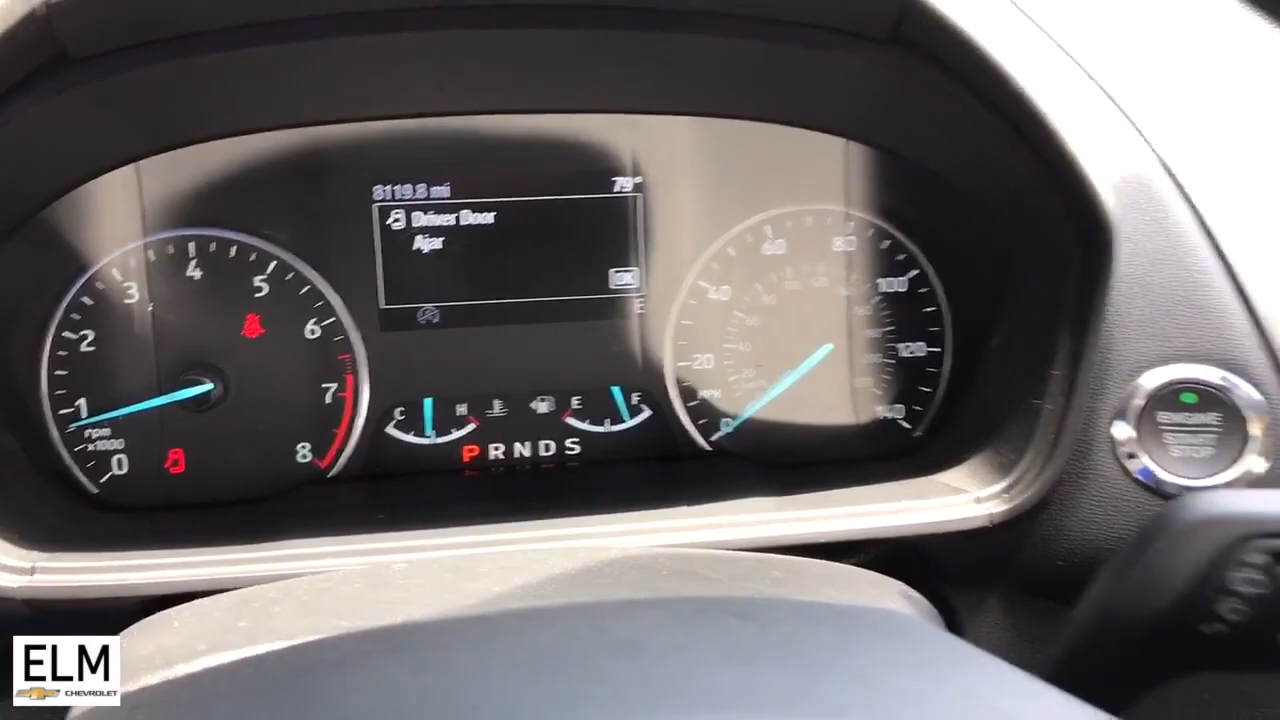 8119.8 mi 79°
Driver Door
Ajar
OK
E
0 1 2 3 4 5 6 7 8
rpm
x1000
C H
E F
P R N D S
0 20 40 60 80 100 120 140
MPH
ENGINE
START
STOP
ELM
CHEVROLET